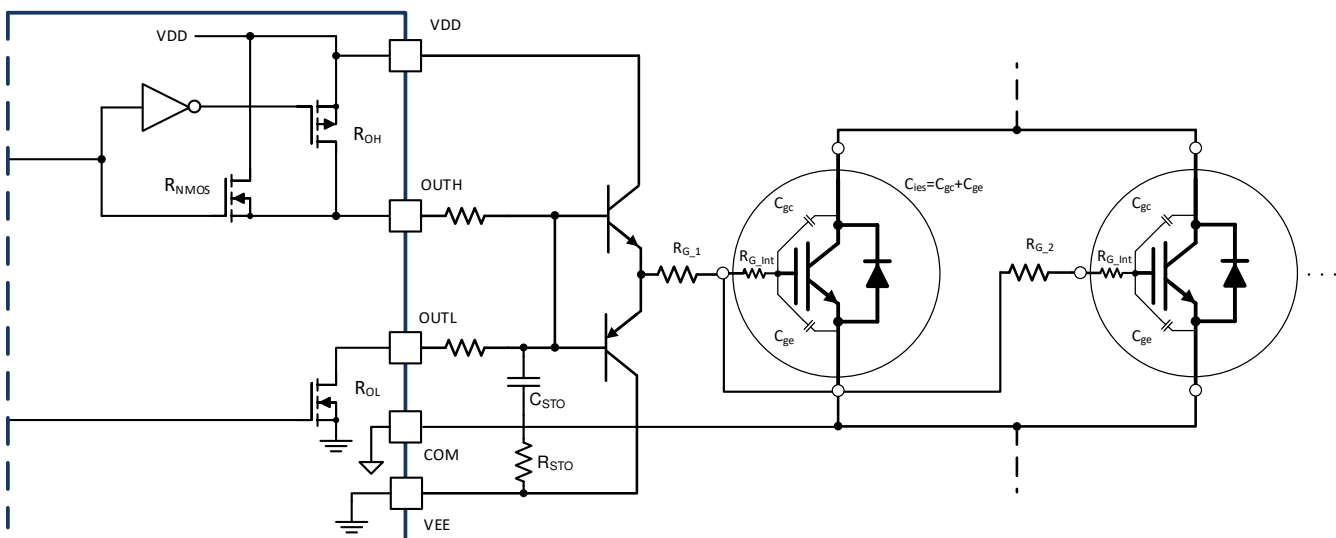 VDD
VDD
ROH
RNMOS
OUTH
Cies=Cgc+Cge
Cgc
Cgc
RG_1
RG_Int
RG_2
RG_Int
. . .
Cge
Cge
OUTL
ROL
CSTO
COM
RSTO
VEE